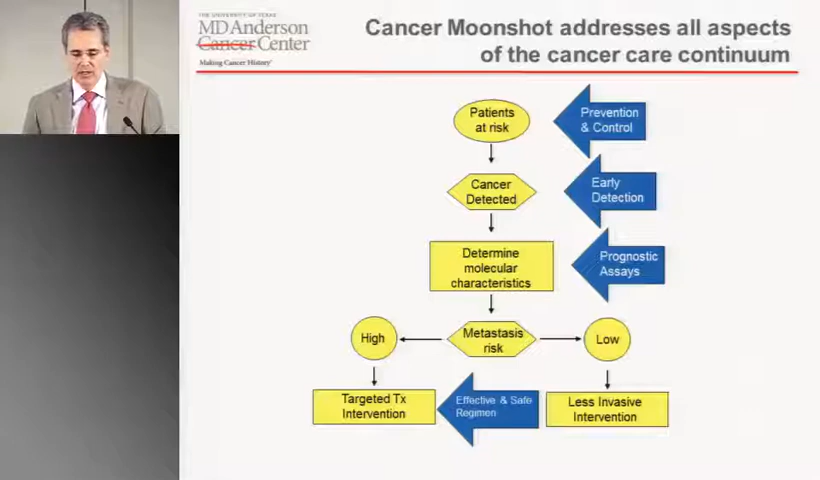 THE UNIVERSITY OF TEXAS
MD Anderson
Cancer Center
Making Cancer History®
Cancer Moonshot addresses all aspects
of the cancer care continuum
Patients
at risk
Prevention
& Control
Cancer
Detected
Early
Detection
Determine
molecular
characteristics
Prognostic
Assays
High
Metastasis
risk
Low
Targeted Tx
Intervention
Effective & Safe
Regimen
Less Invasive
Intervention